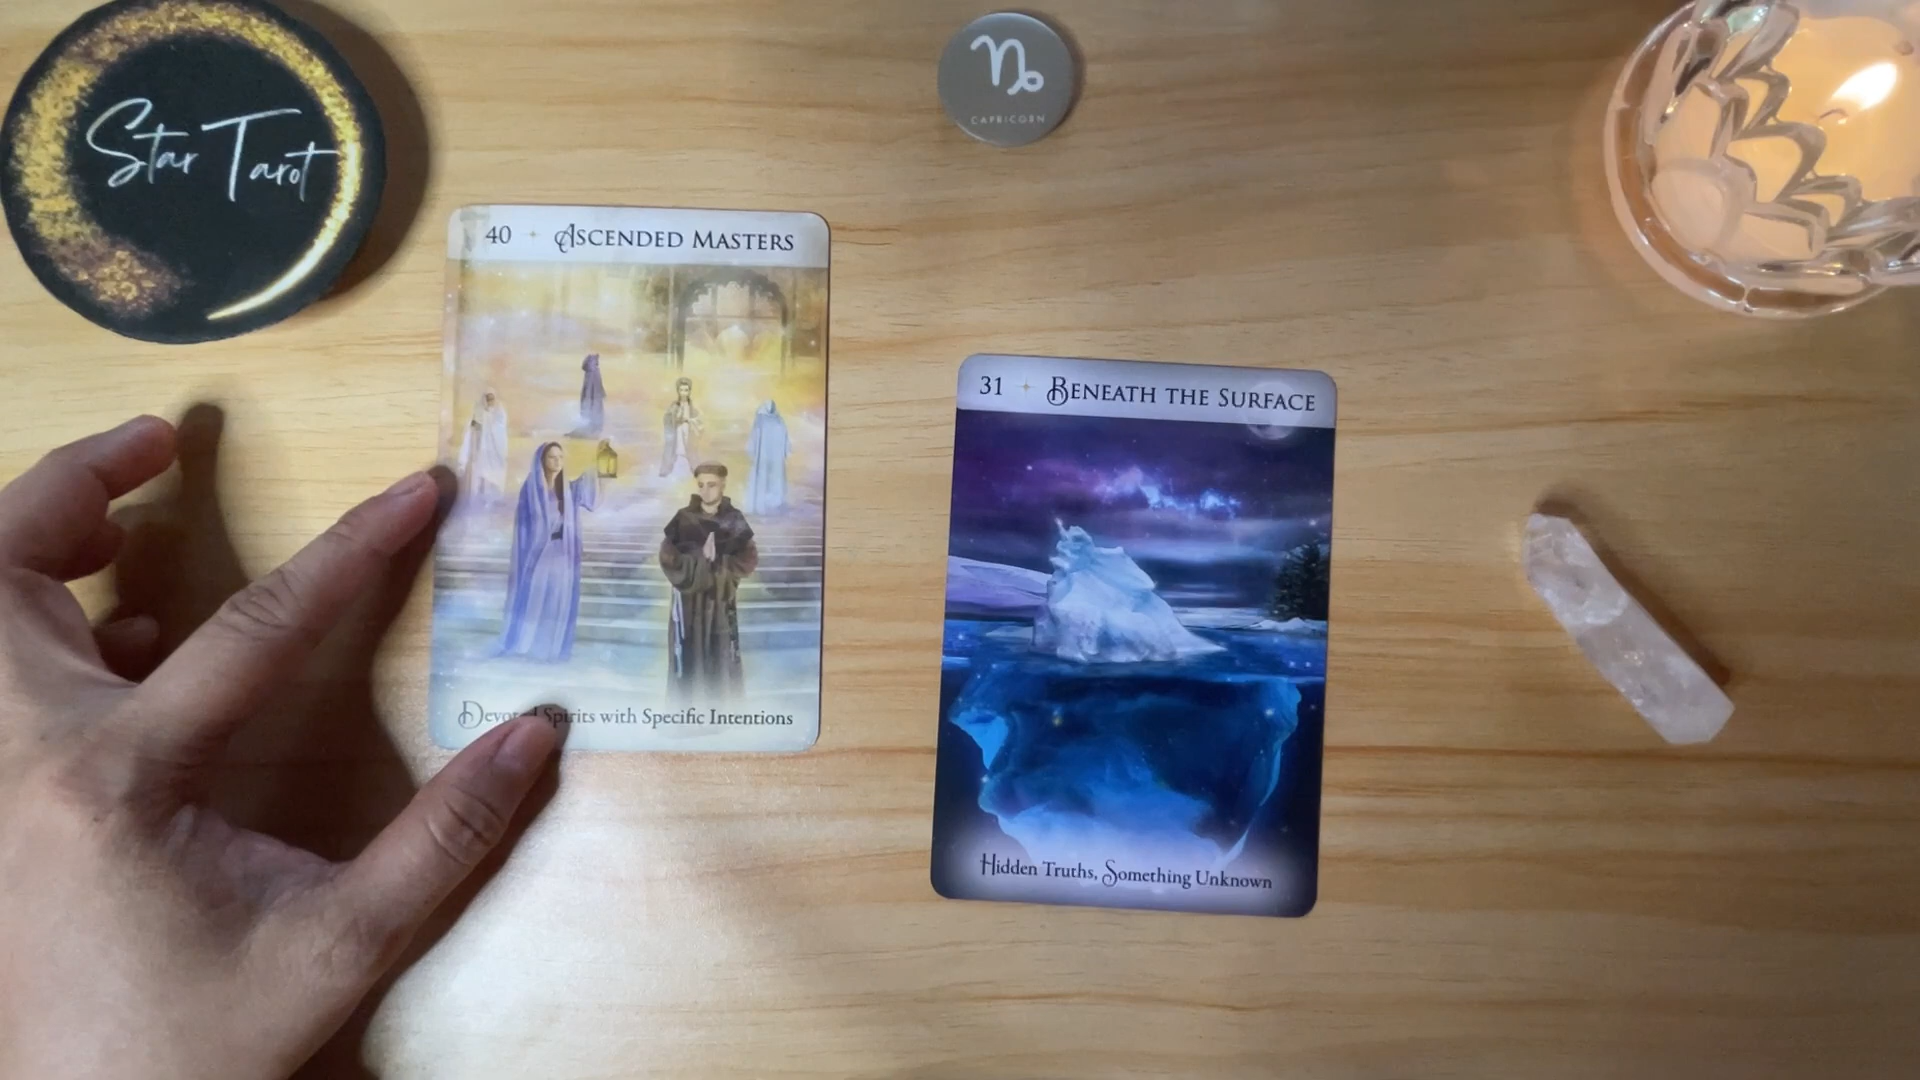 Star Tarot
CAPRICORN
40 ASCENDED MASTERS
Spirits with Specific Intentions
31 BENEATH THE SURFACE
Hidden Truths, Something Unknown